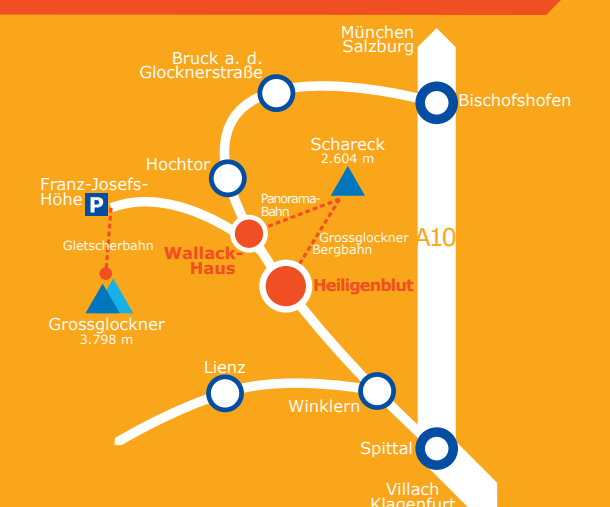 München
Salzburg
Bruck a. d.
Glocknerstraße
Bischofshofen
Schareck
2.604 m
Hochtor
Franz-Josefs-
Höhe P
Panorama-
Bahn
Grossglockner
Bergbahn
A10
Gletscherbahn
Wallack-
Haus
Heiligenblut
Grossglockner
3.798 m
Lienz
Winklern
Spittal
Villach
Klagenfurt